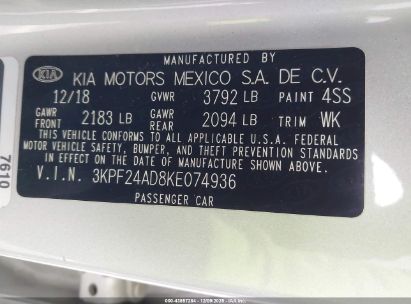 MANUFACTURED BY
KIA KIA MOTORS MEXICO S.A. DE C.V.
12/18 GVWR 3792 LB PAINT 4SS
GAWR FRONT 2183 LB GAWR REAR 2094 LB TRIM WK
THIS VEHICLE CONFORMS TO ALL APPLICABLE U.S.A. FEDERAL
MOTOR VEHICLE SAFETY, BUMPER, AND THEFT PREVENTION STANDARDS
IN EFFECT ON THE DATE OF MANUFACTURE SHOWN ABOVE.
V.I.N. 3KPF24AD8KE074936
PASSENGER CAR
7610